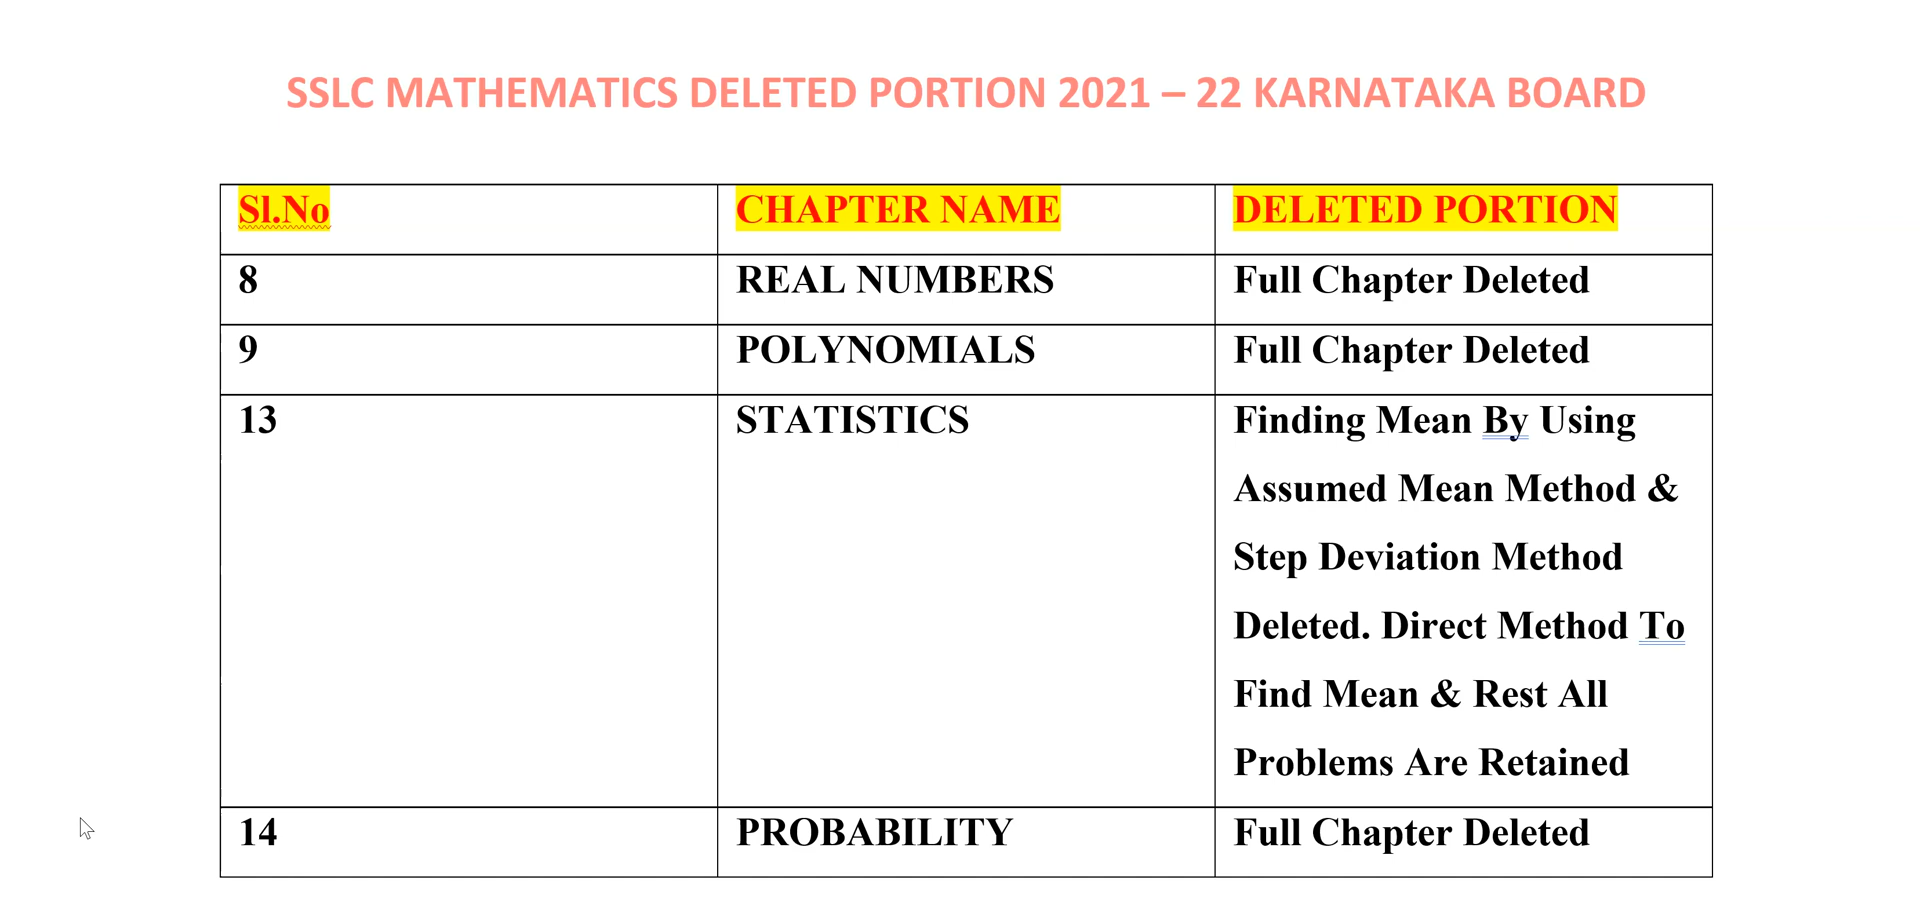 SSLC MATHEMATICS DELETED PORTION 2021 – 22 KARNATAKA BOARD
Sl.No CHAPTER NAME DELETED PORTION
8 REAL NUMBERS Full Chapter Deleted
9 POLYNOMIALS Full Chapter Deleted
13 STATISTICS Finding Mean By Using
Assumed Mean Method &
Step Deviation Method
Deleted. Direct Method To
Find Mean & Rest All
Problems Are Retained
14 PROBABILITY Full Chapter Deleted